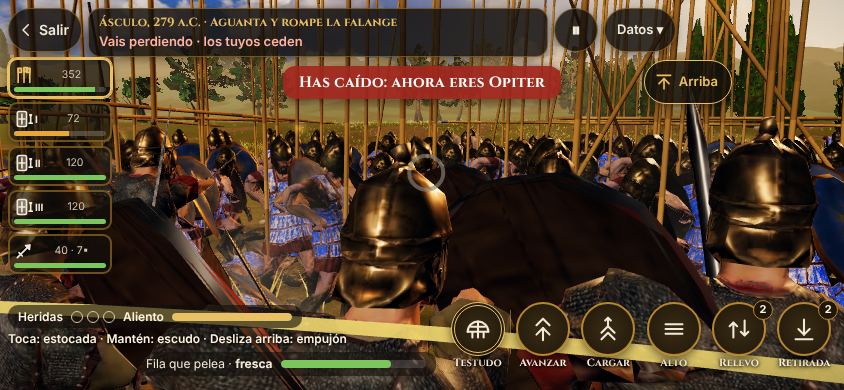 Salir
Ásculo, 279 a.C. · Aguanta y rompe la falange
Vais perdiendo · los tuyos ceden
Datos ▾
352
Has caído: ahora eres Opiter
Arriba
I I 72
I II 120
I III 120
40 · 7
Heridas Aliento
Toca: estocada · Mantén: escudo · Desliza arriba: empujón
Fila que pelea · fresca
2
2
Testudo Avanzar Cargar Alto Relevo Retirada